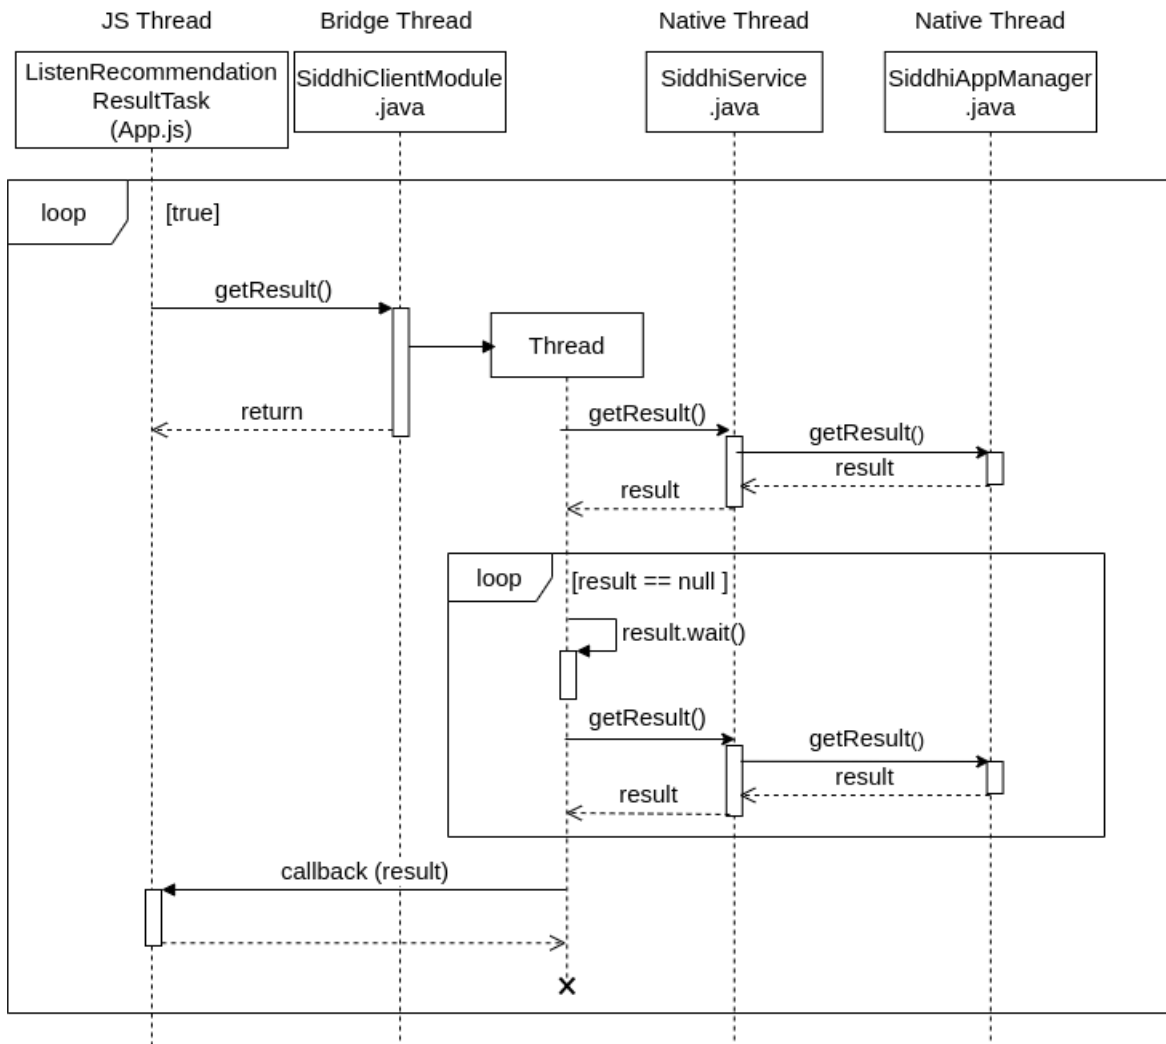 JS Thread
Bridge Thread
Native Thread
Native Thread
ListenRecommendation
ResultTask
(App.js)
SiddhiClientModule
.java
SiddhiService
.java
SiddhiAppManager
.java
loop
[true]
getResult()
Thread
return
getResult()
getResult()
result
result
loop
[result == null ]
result.wait()
getResult()
getResult()
result
result
callback (result)